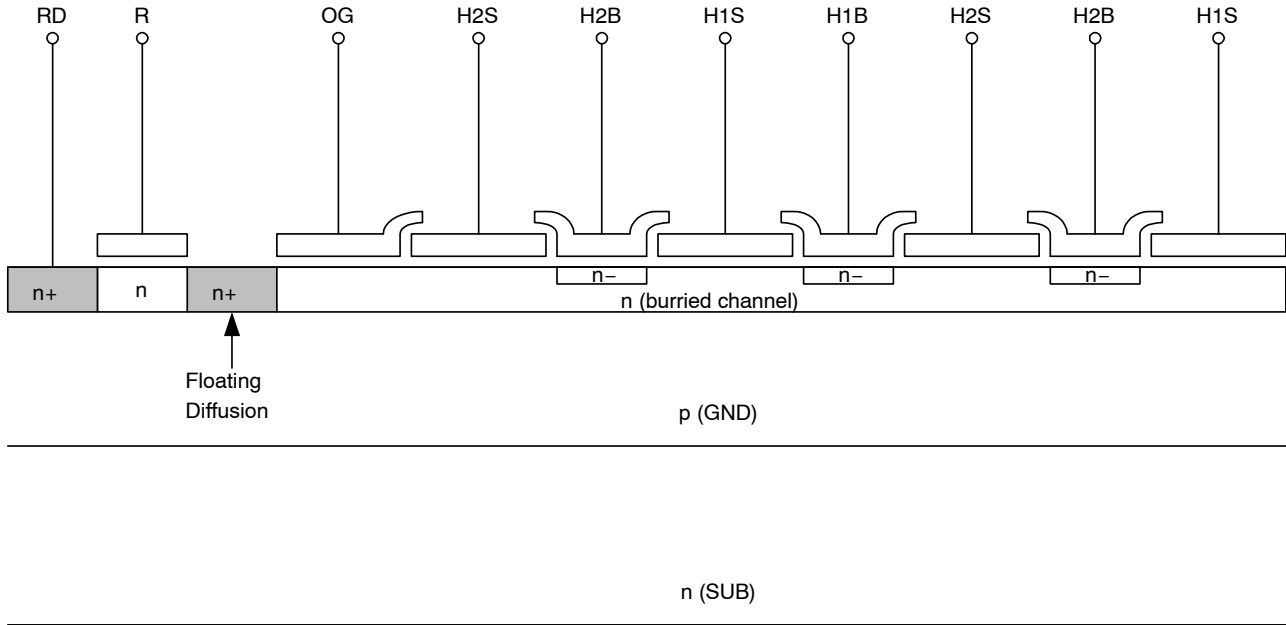 RD R OG H2S H2B H1S H1B H2S H2B H1S
n+ n n+ n− n− n−
n (burried channel)
Floating
Diffusion
p (GND)
n (SUB)